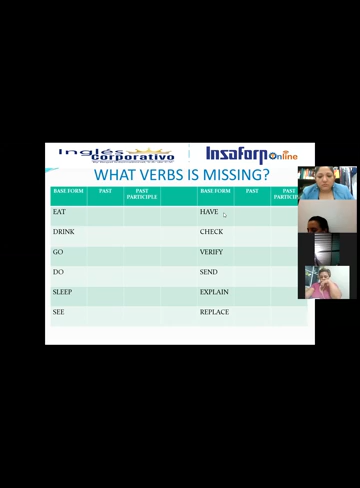 Inglés
Corporativo
Insaforp Online
WHAT VERBS IS MISSING?
BASE FORM PAST PAST PARTICIPLE BASE FORM PAST PAST
EAT HAVE
DRINK CHECK
GO VERIFY
DO SEND
SLEEP EXPLAIN
SEE REPLACE